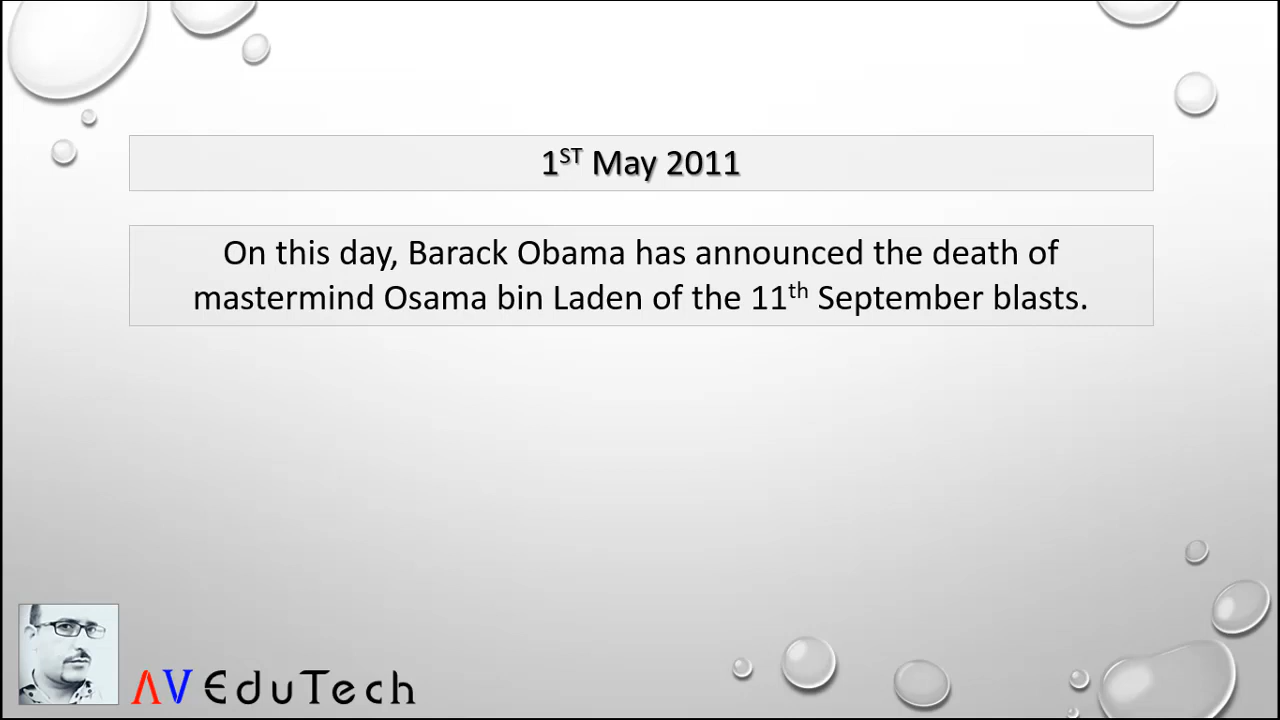 1ST May 2011
On this day, Barack Obama has announced the death of
mastermind Osama bin Laden of the 11th September blasts.
AV EduTech